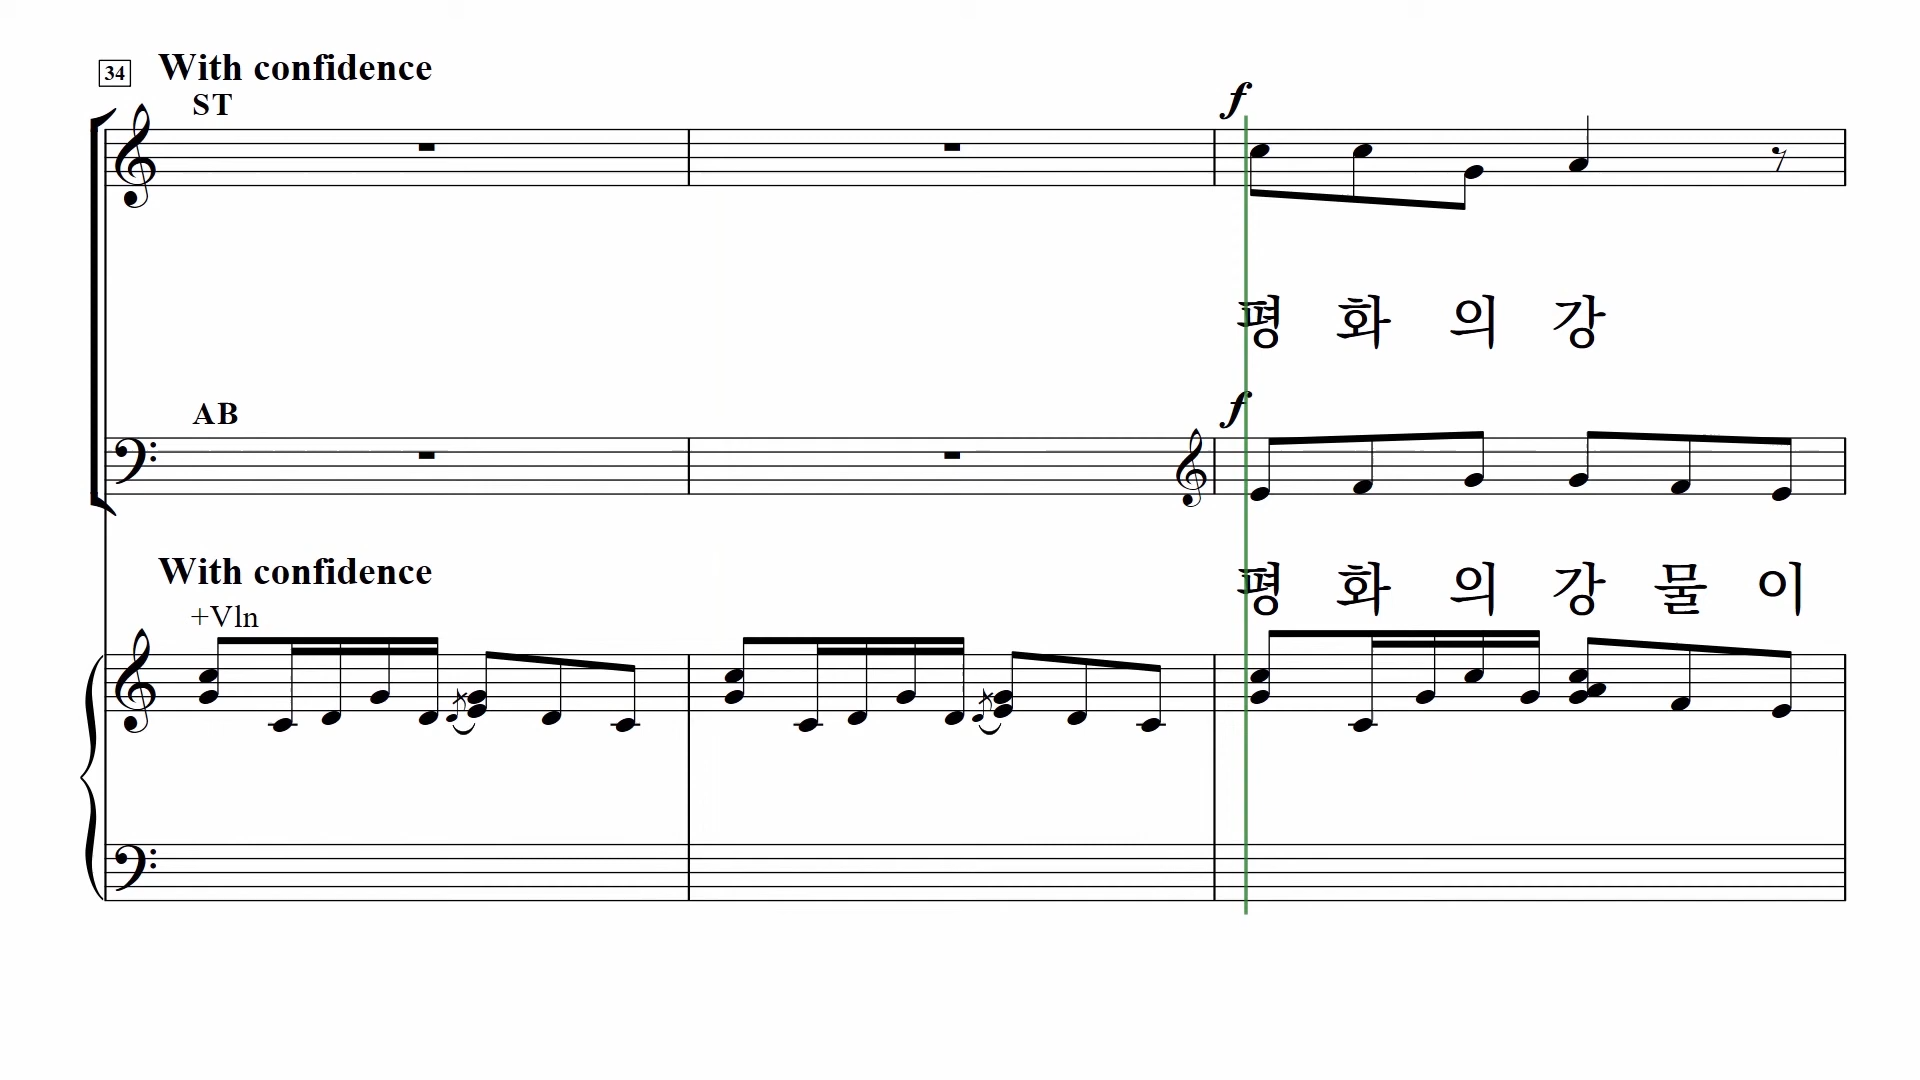 34 With confidence
ST
f
평 화 의 강
AB
f
With confidence
평 화 의 강 물 이
+Vln